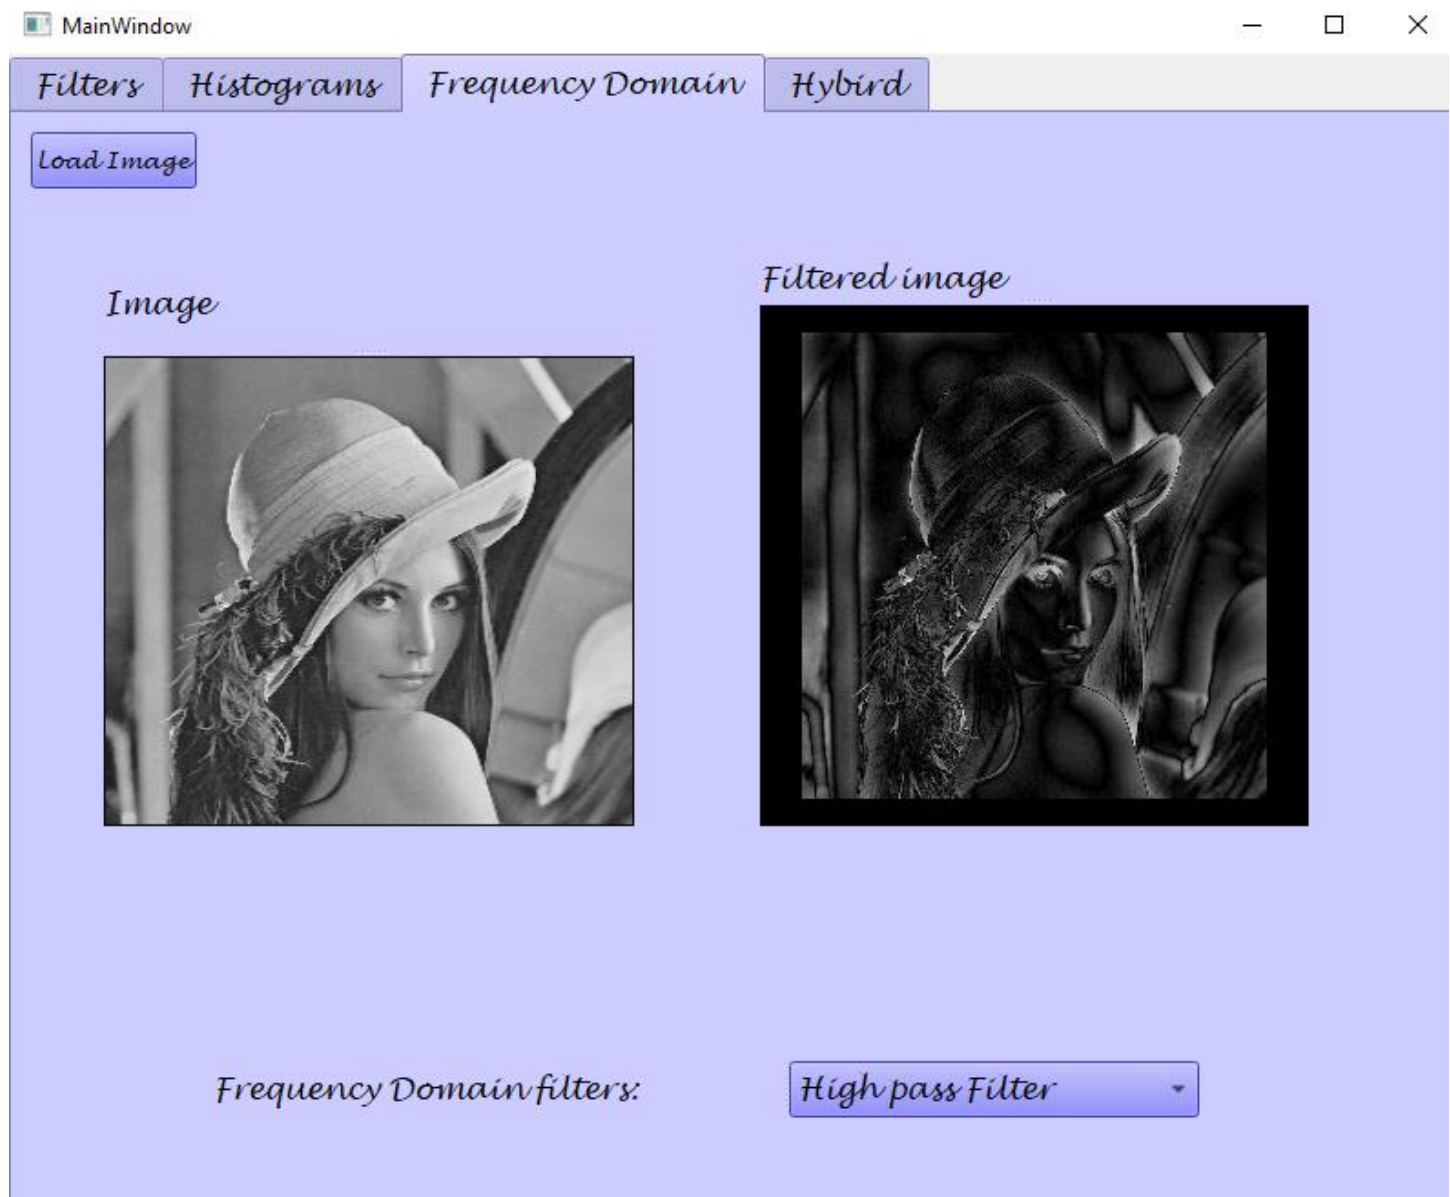 MainWindow
Filters Histograms Frequency Domain Hybird
Load Image
Filtered image
Image
Frequency Domain filters: High pass Filter